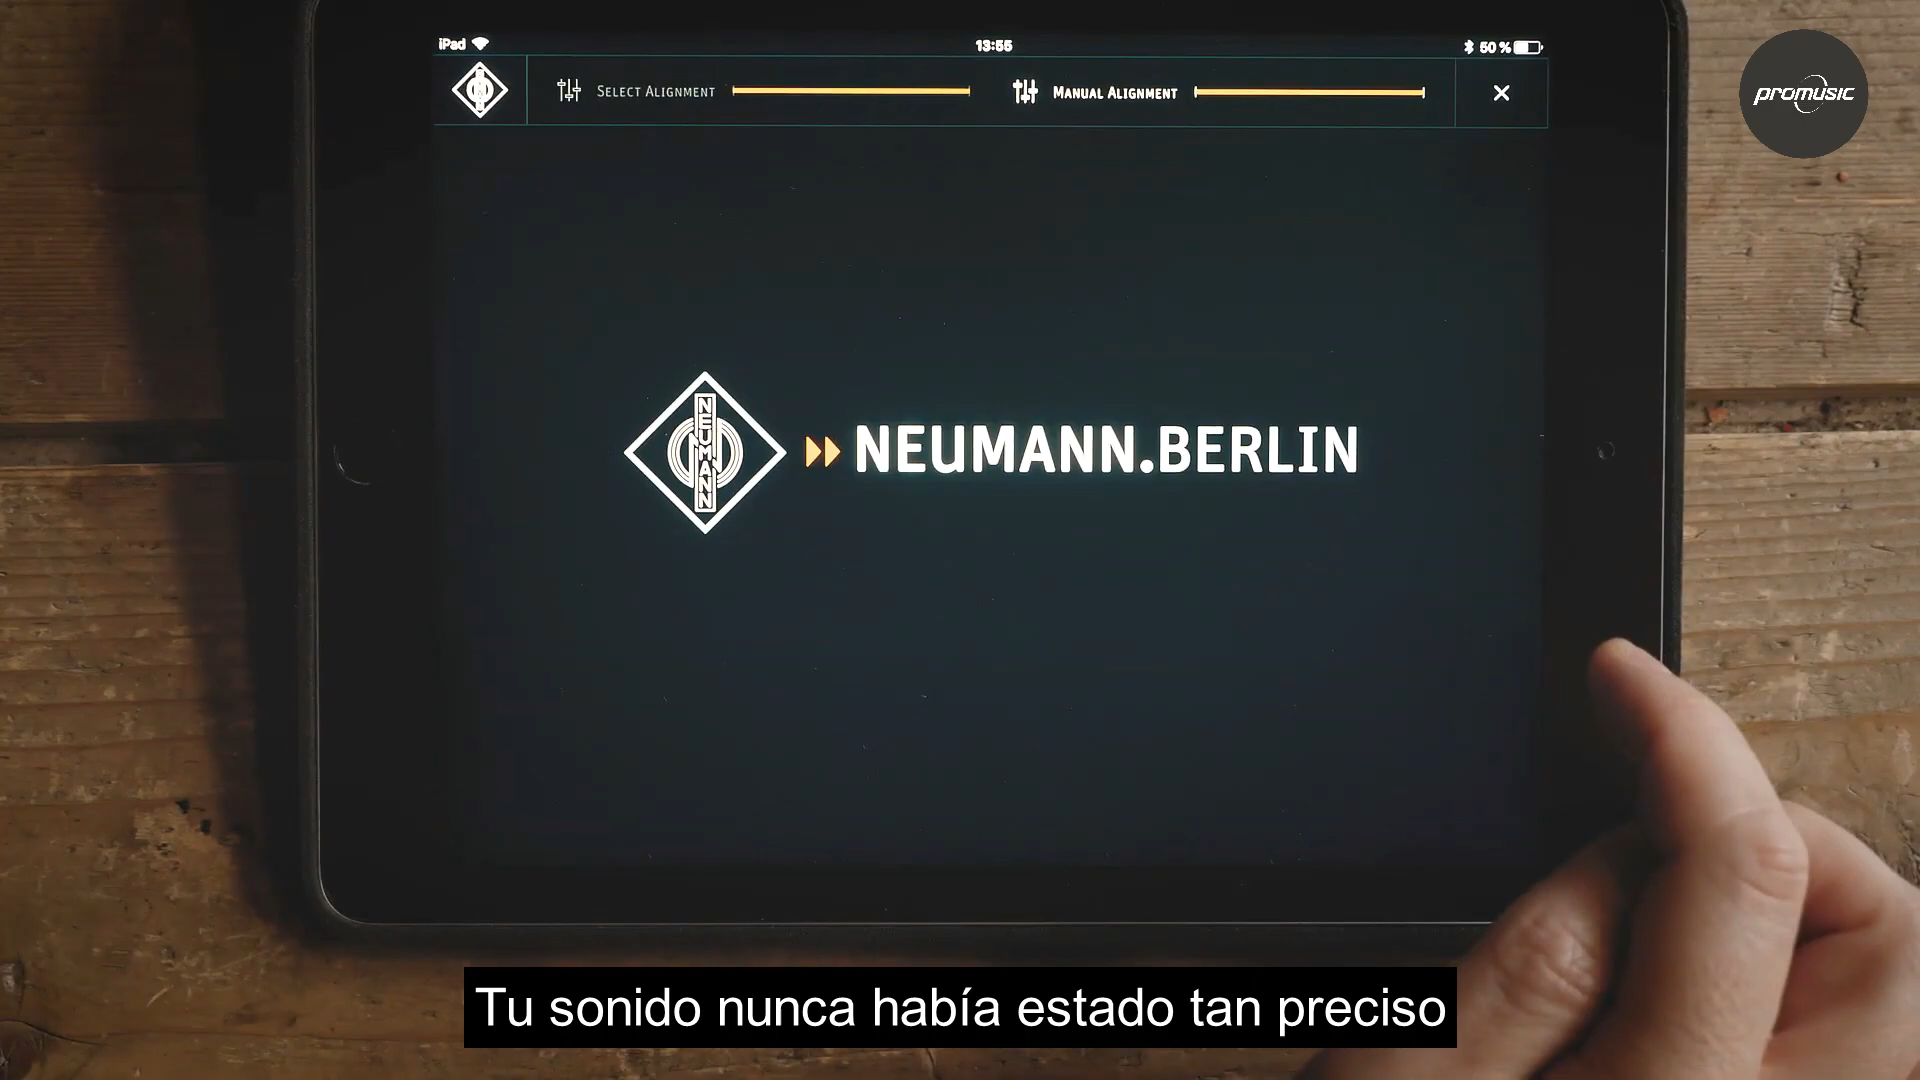 iPad 13:55 50 %
SELECT ALIGNMENT MANUAL ALIGNMENT
promusic
NEUMANN
NEUMANN.BERLIN
Tu sonido nunca había estado tan preciso